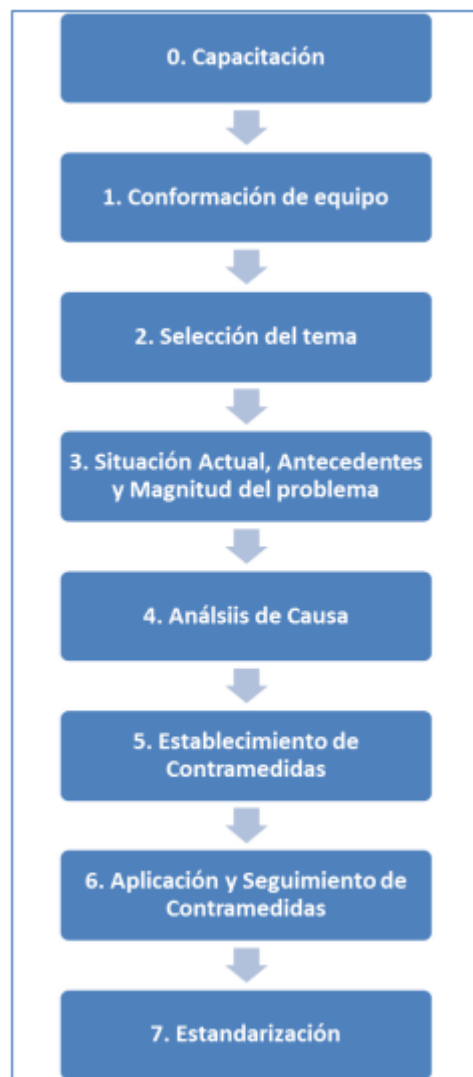 0. Capacitación
1. Conformación de equipo
2. Selección del tema
3. Situación Actual, Antecedentes
y Magnitud del problema
4. Análsiis de Causa
5. Establecimiento de
Contramedidas
6. Aplicación y Seguimiento de
Contramedidas
7. Estandarización